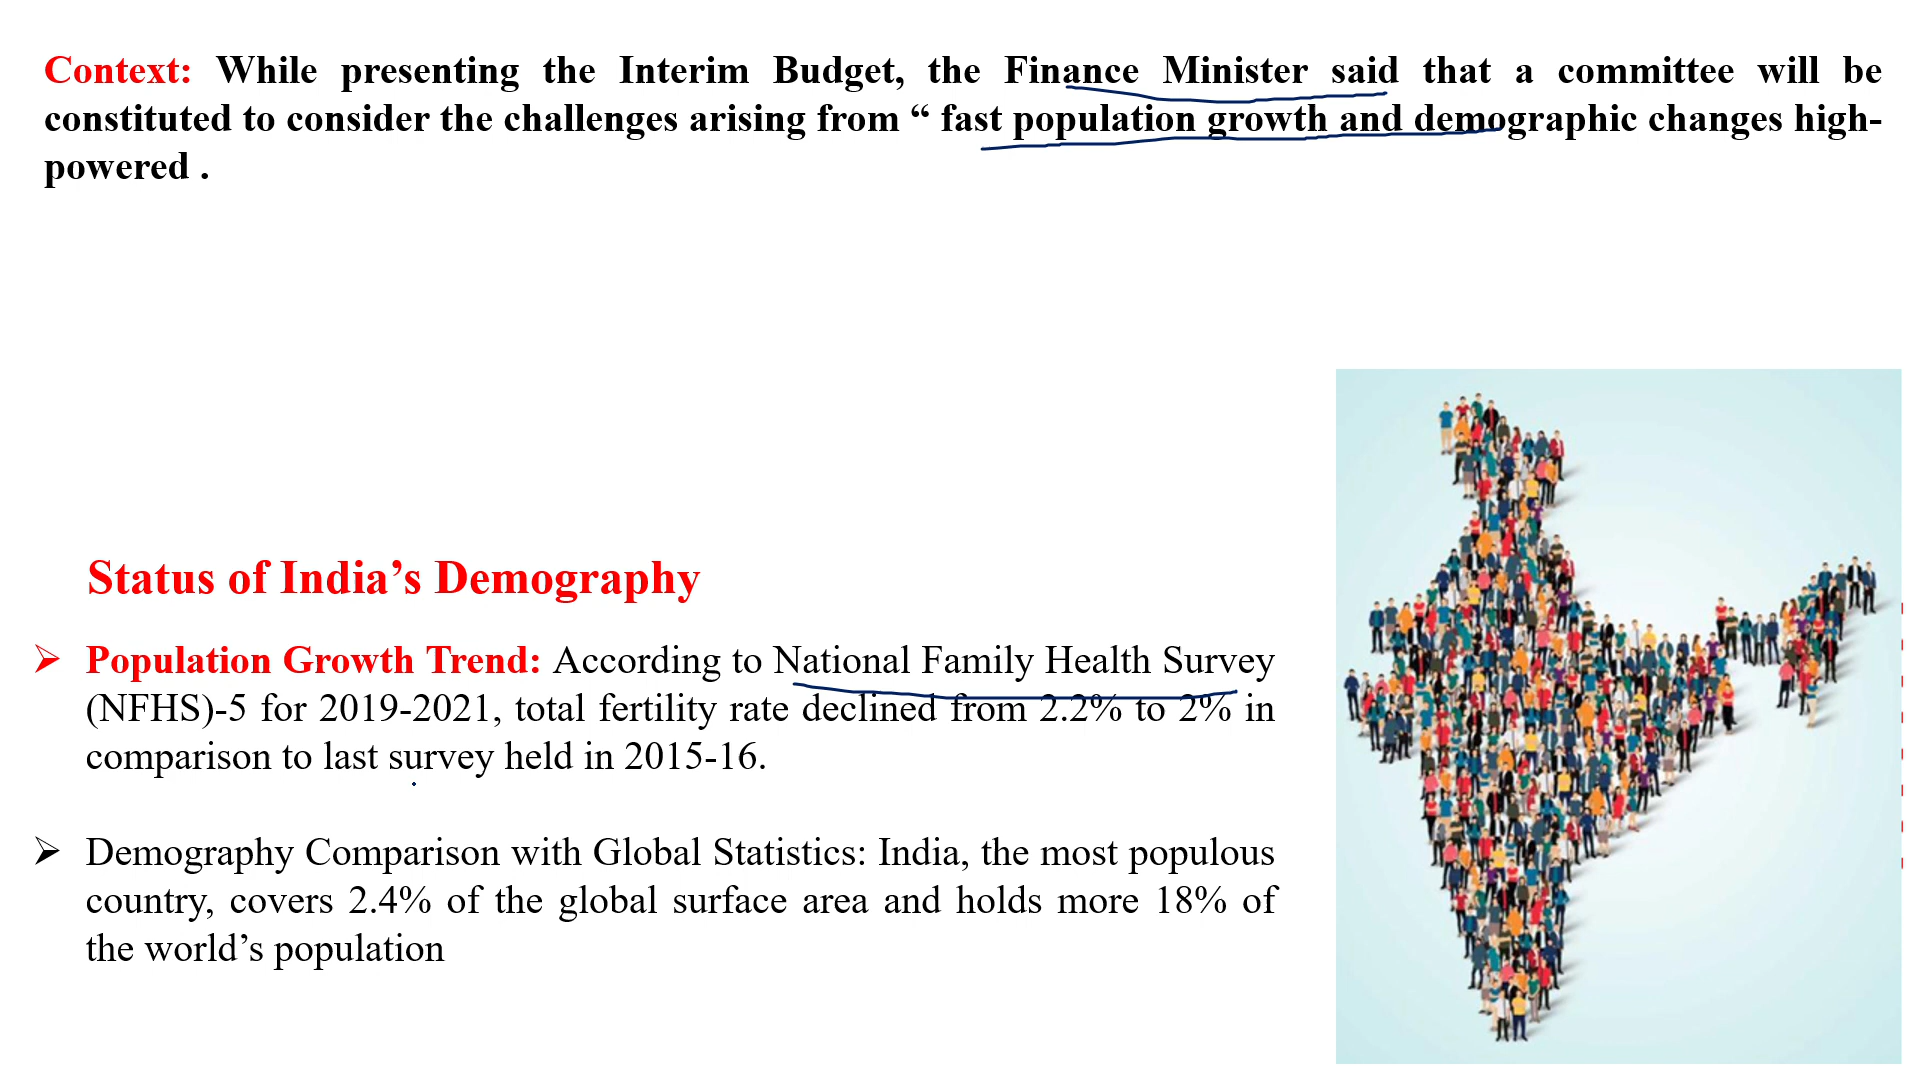 Context: While presenting the Interim Budget, the Finance Minister said that a committee will be
constituted to consider the challenges arising from “ fast population growth and demographic changes high-
powered .
Status of India’s Demography
➢ Population Growth Trend: According to National Family Health Survey
(NFHS)-5 for 2019-2021, total fertility rate declined from 2.2% to 2% in
comparison to last survey held in 2015-16.
➢ Demography Comparison with Global Statistics: India, the most populous
country, covers 2.4% of the global surface area and holds more 18% of
the world’s population